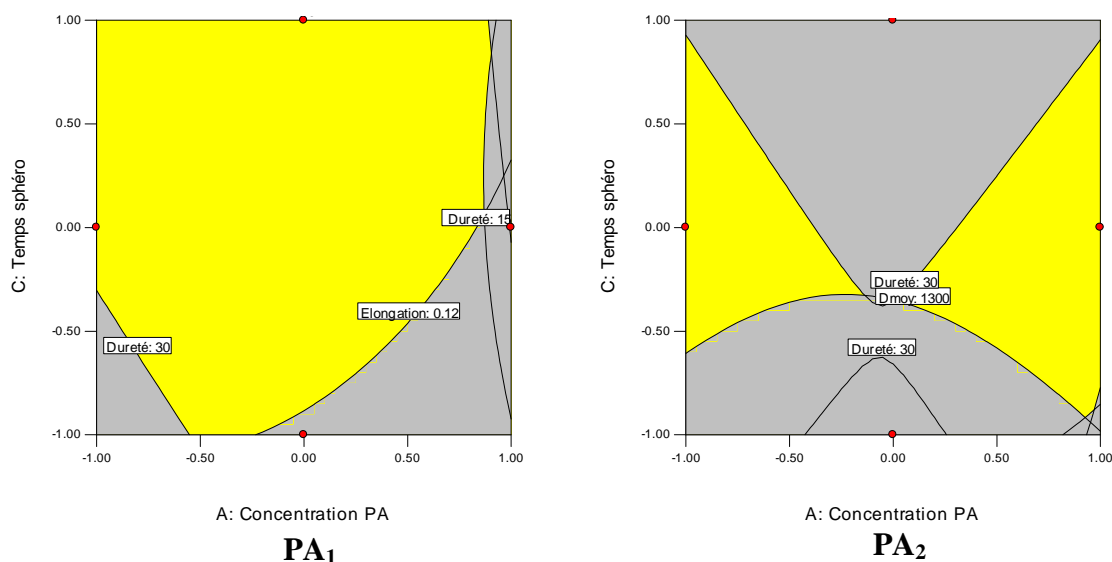 1.00
0.50
0.00
-0.50
-1.00
C: Temps sphéro
Dureté: 15
Elongation: 0.12
Dureté: 30
-1.00 -0.50 0.00 0.50 1.00
A: Concentration PA
PA1
1.00
0.50
0.00
-0.50
-1.00
C: Temps sphéro
Dureté: 30
Dmoy: 1300
Dureté: 30
-1.00 -0.50 0.00 0.50 1.00
A: Concentration PA
PA2